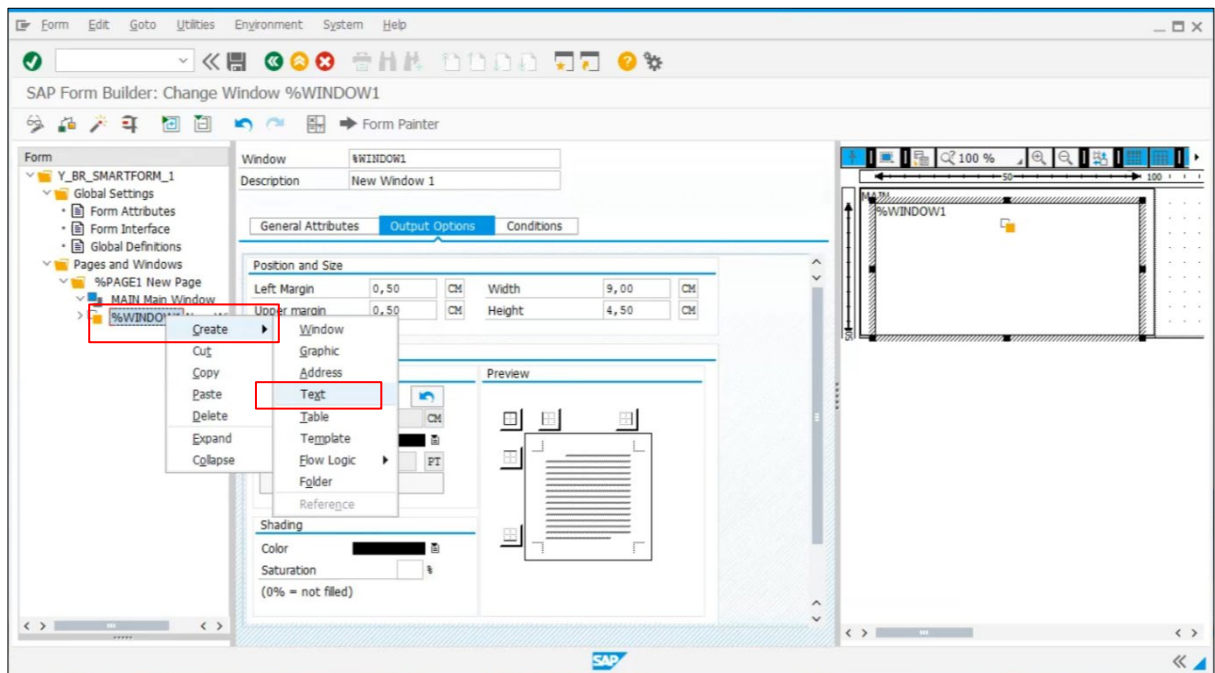 Form Edit Goto Utilities Environment System Help
SAP Form Builder: Change Window %WINDOW1
Form Painter
Form
Y_BR_SMARTFORM_1
Global Settings
Form Attributes
Form Interface
Global Definitions
Pages and Windows
%PAGE1 New Page
MAIN Main Window
%WINDOW
Create
Cut
Copy
Paste
Delete
Expand
Collapse
Window
Graphic
Address
Text
Table
Template
Flow Logic
Folder
Reference
Window %WINDOW1
Description New Window 1
General Attributes Output Options Conditions
Position and Size
Left Margin 0,50 CM Width 9,00 CM
Upper margin 0,50 CM Height 4,50 CM
Preview
CM
PT
Shading
Color
Saturation %
(0% = not filled)
100 %
50 100
MAIN
%WINDOW1
50
SAP